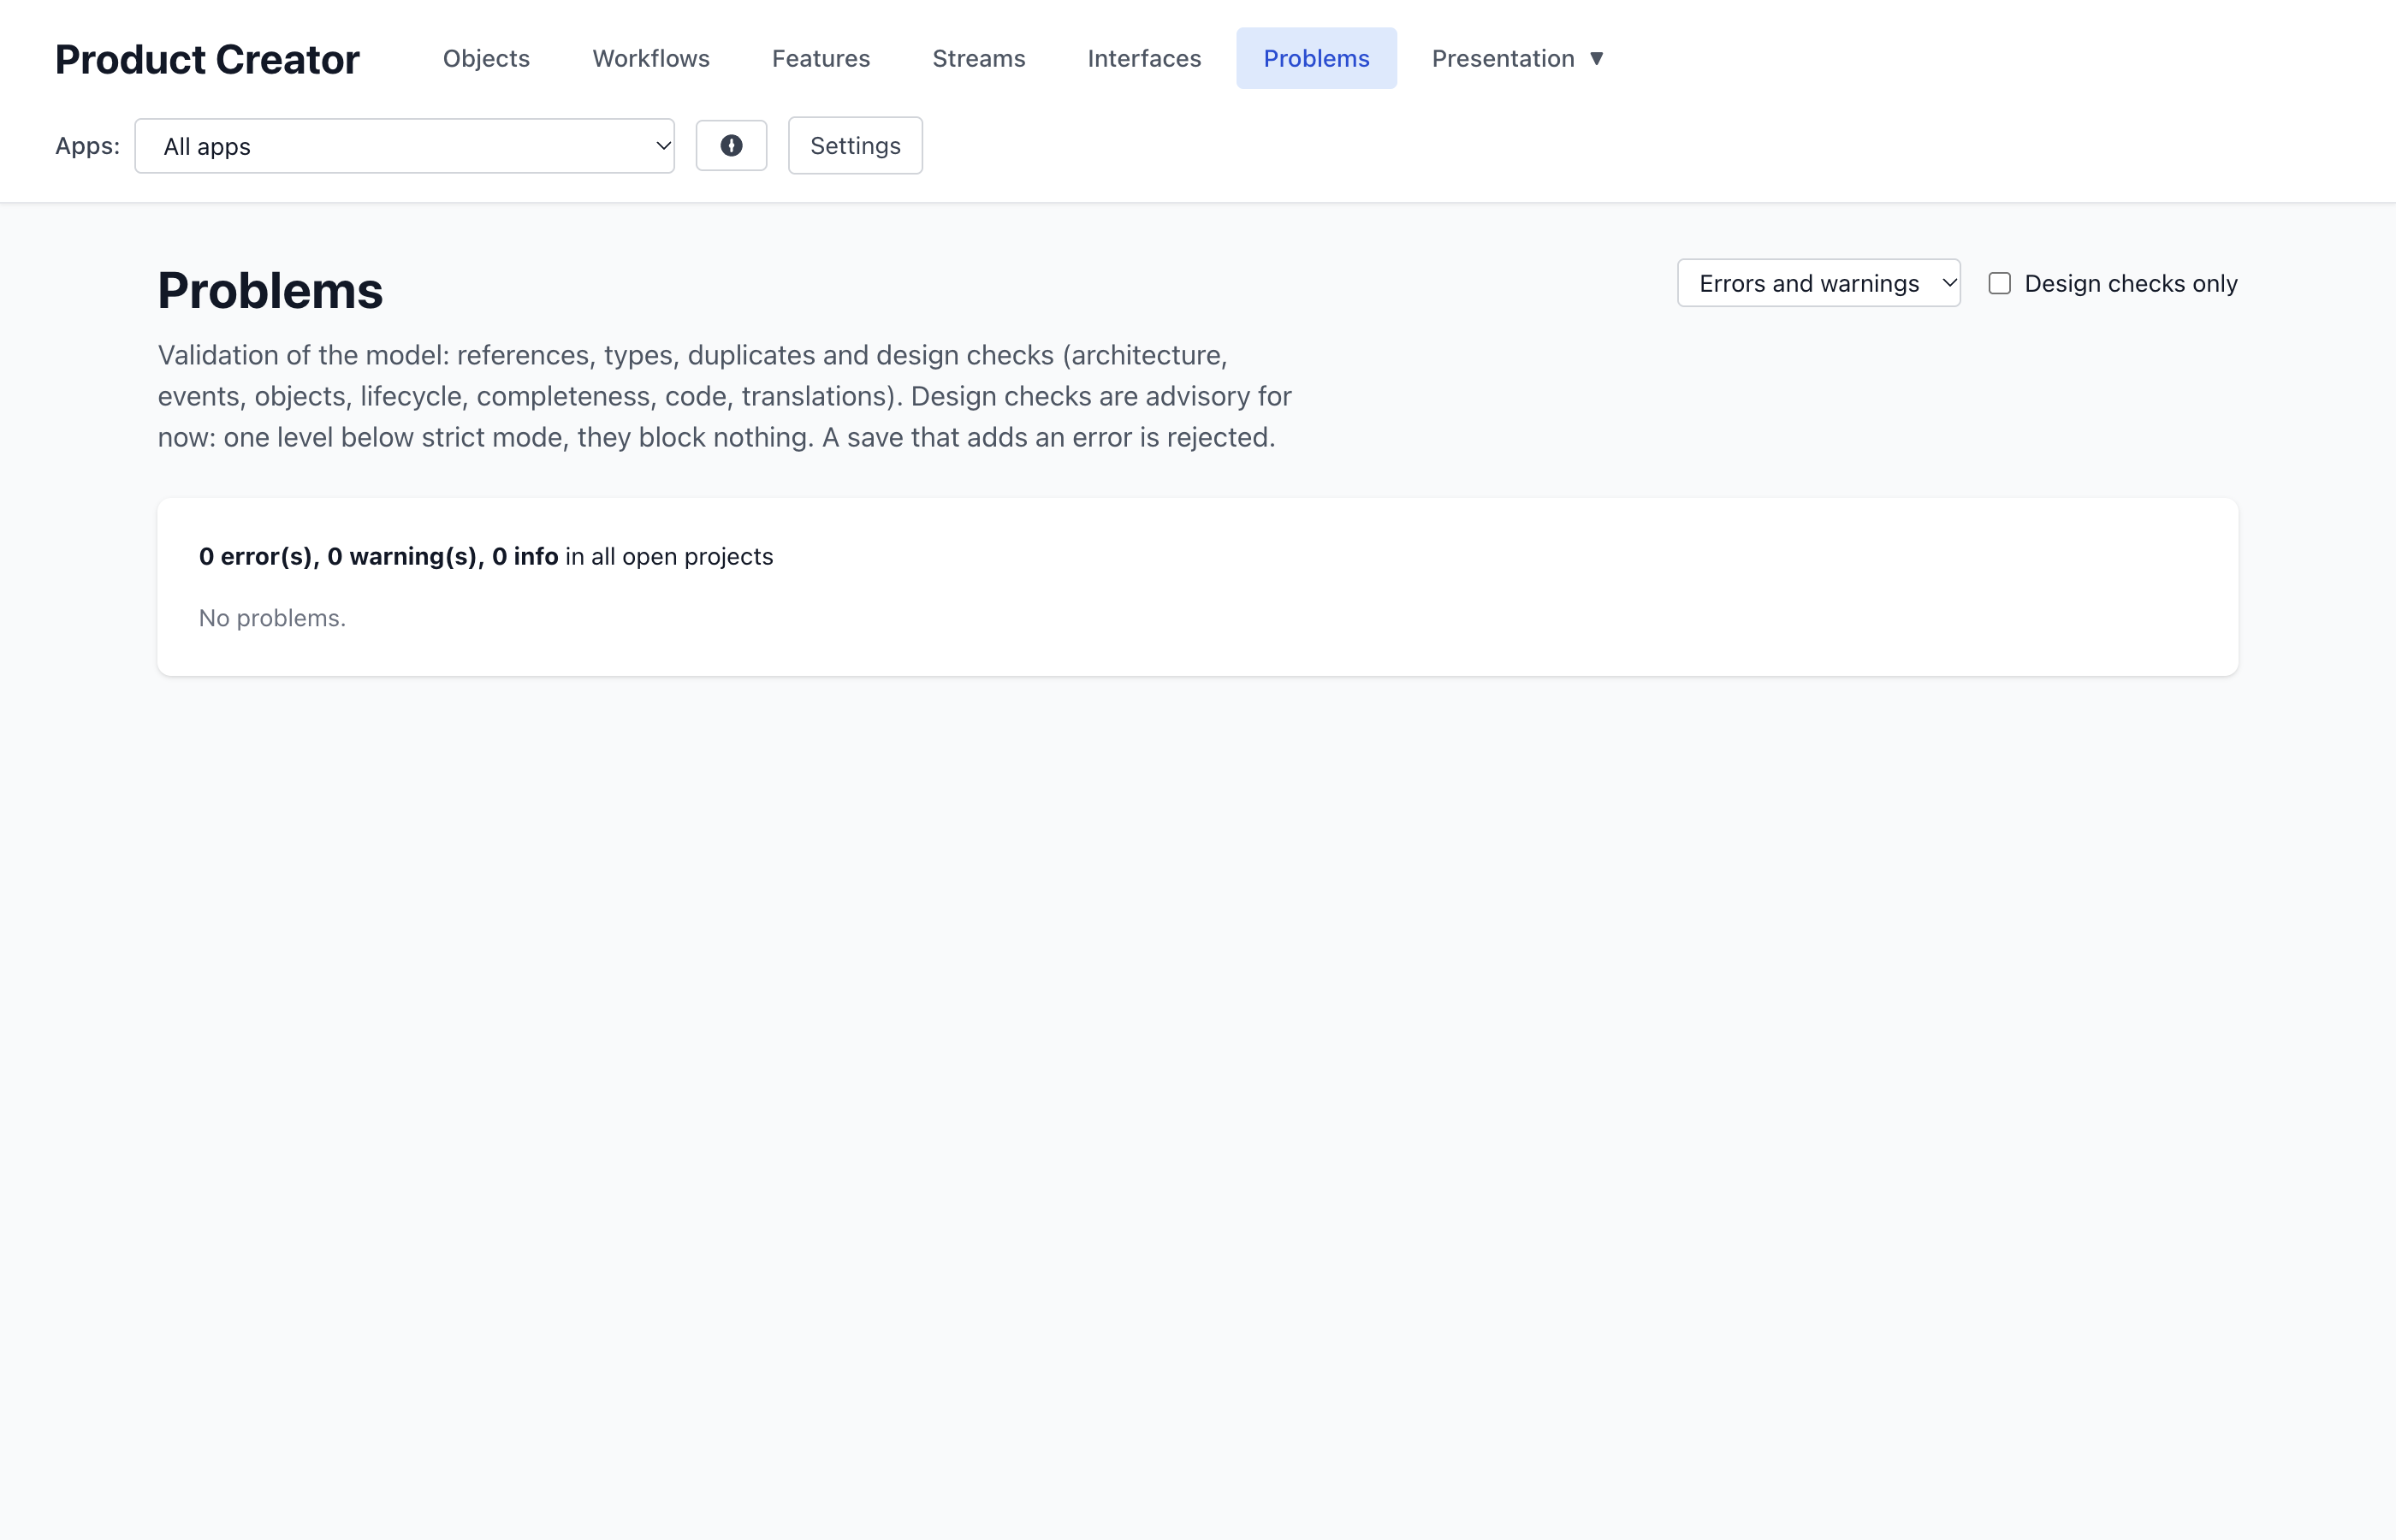 Product Creator
Objects
Workflows
Features
Streams
Interfaces
Problems
Presentation ▼
Apps:
All apps
Settings
Problems
Errors and warnings
Design checks only
Validation of the model: references, types, duplicates and design checks (architecture,
events, objects, lifecycle, completeness, code, translations). Design checks are advisory for
now: one level below strict mode, they block nothing. A save that adds an error is rejected.
0 error(s), 0 warning(s), 0 info in all open projects
No problems.